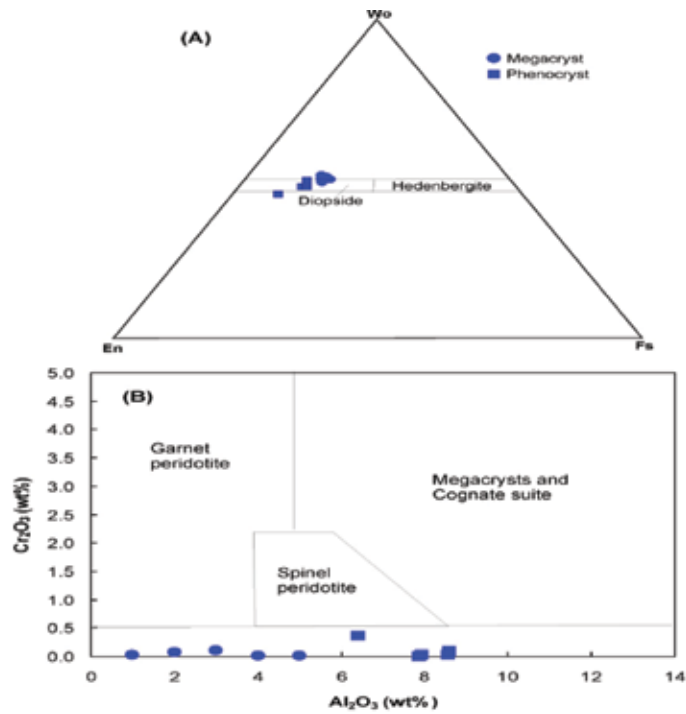 Wo
(A)
Megacryst
Phenocryst
Hedenbergite
Diopside
En
Fs
(B)
5.0
4.5
4.0
3.5
3.0
2.5
2.0
1.5
1.0
0.5
0.0
Cr₂O₃ (wt%)
Garnet
peridotite
Megacrysts and
Cognate suite
Spinel
peridotite
0 2 4 6 8 10 12 14
Al₂O₃ (wt%)